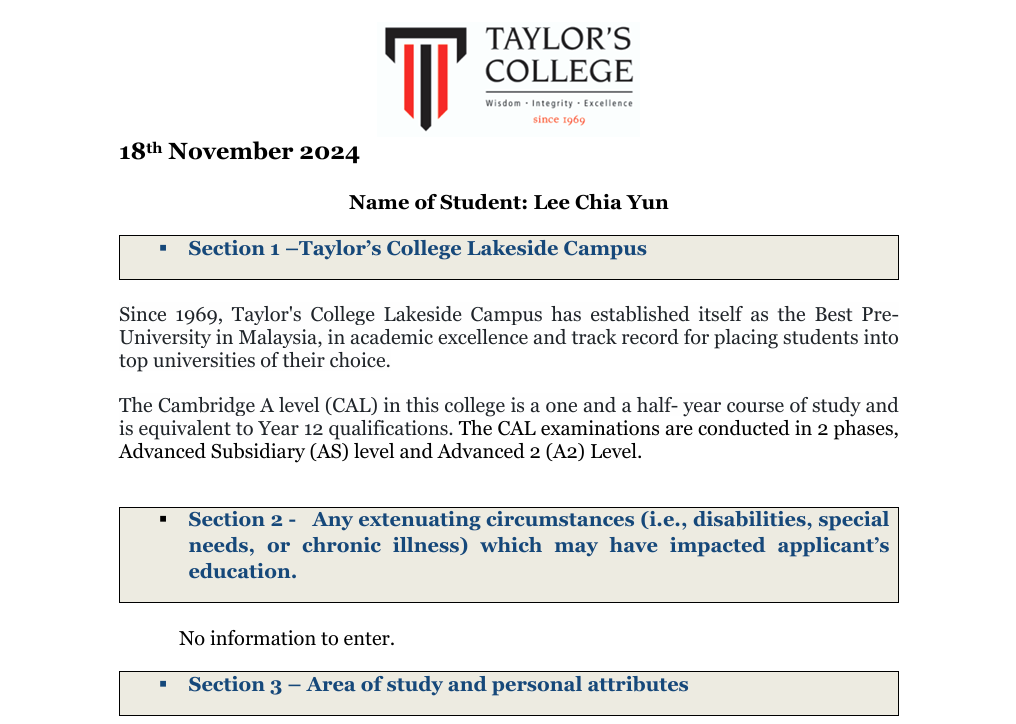 TAYLOR'S
COLLEGE
Wisdom · Integrity · Excellence
since 1969
18th November 2024
Name of Student: Lee Chia Yun
▪ Section 1 –Taylor’s College Lakeside Campus
Since 1969, Taylor's College Lakeside Campus has established itself as the Best Pre-
University in Malaysia, in academic excellence and track record for placing students into
top universities of their choice.
The Cambridge A level (CAL) in this college is a one and a half- year course of study and
is equivalent to Year 12 qualifications. The CAL examinations are conducted in 2 phases,
Advanced Subsidiary (AS) level and Advanced 2 (A2) Level.
▪ Section 2 - Any extenuating circumstances (i.e., disabilities, special
needs, or chronic illness) which may have impacted applicant’s
education.
No information to enter.
▪ Section 3 – Area of study and personal attributes